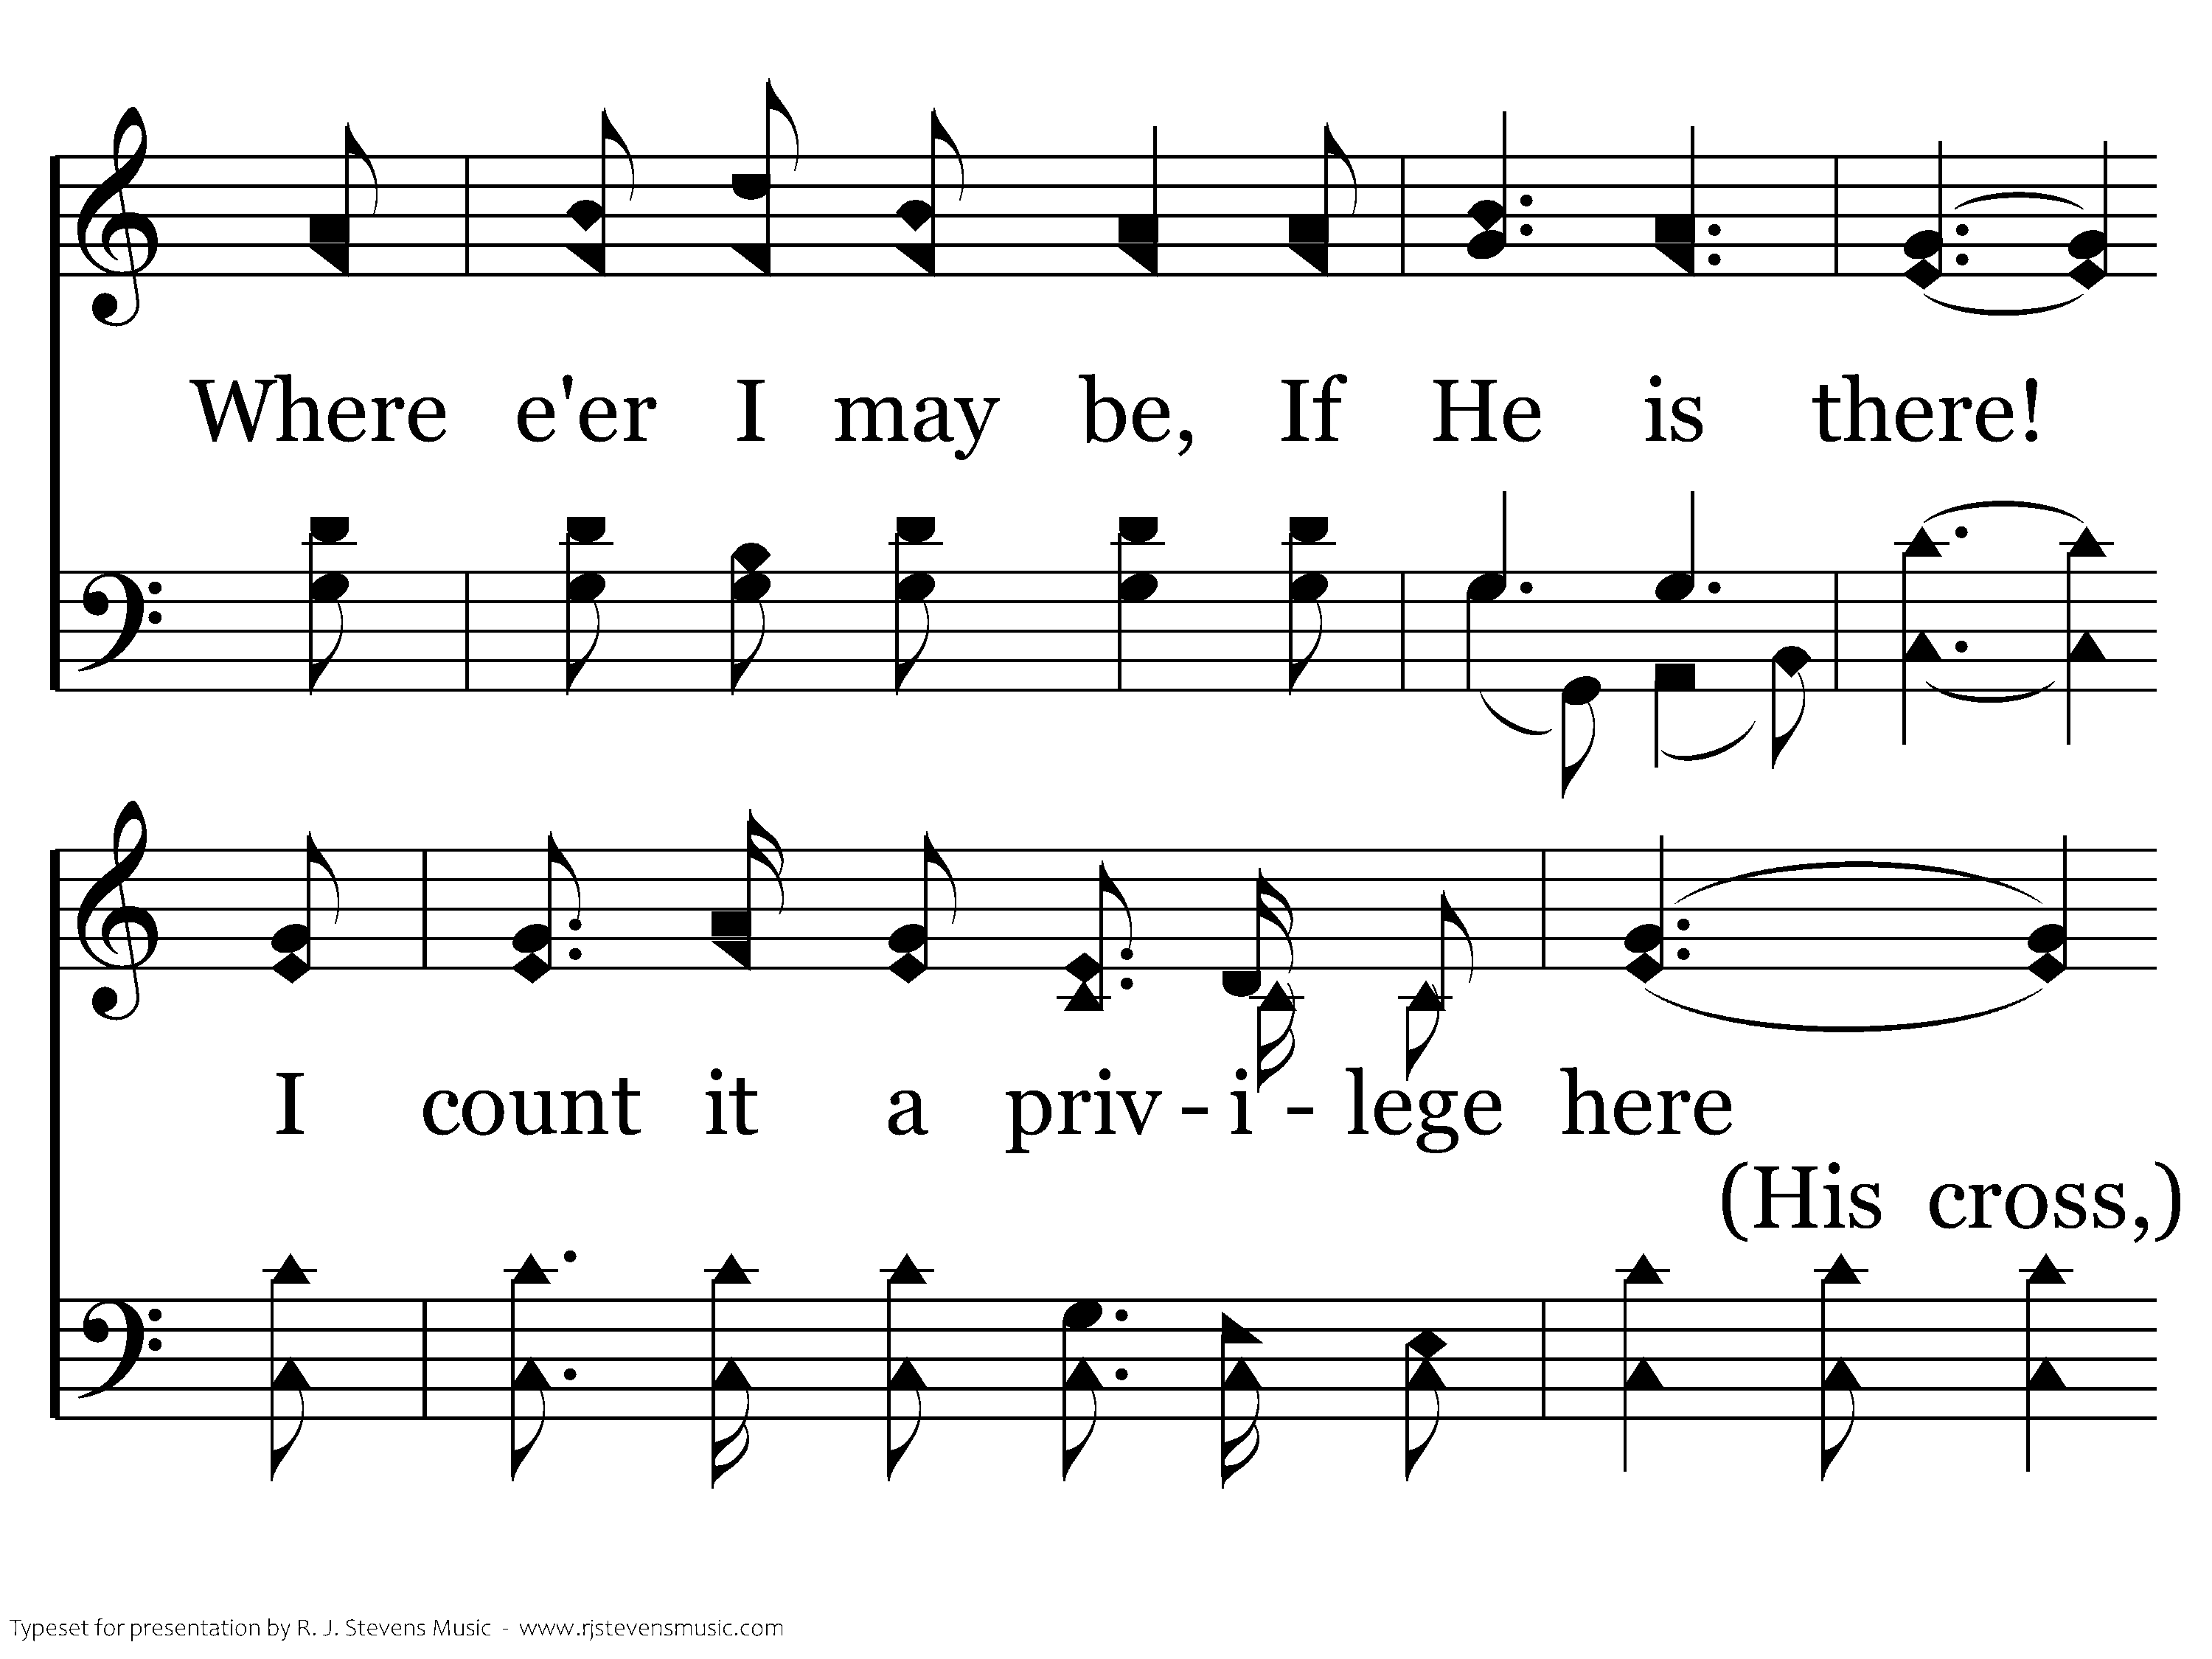 Where e'er I may be, If He is there!
I count it a priv - i - lege here
(His cross,)
Typeset for presentation by R. J. Stevens Music - www.rjstevensmusic.com